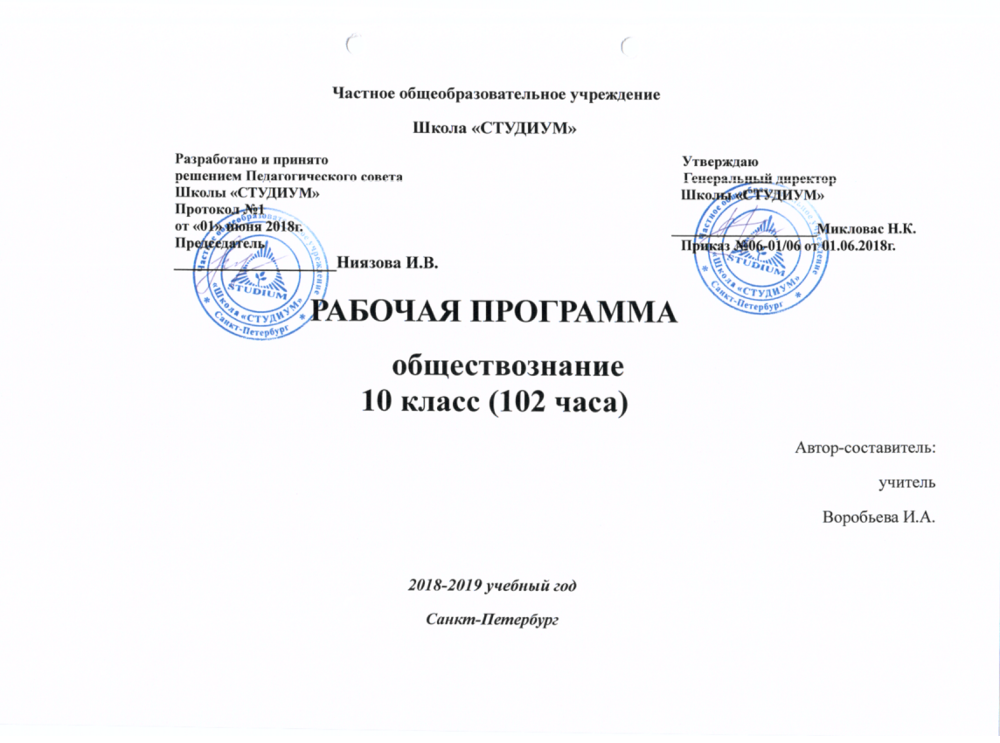 Частное общеобразовательное учреждение
Школа «СТУДИУМ»
Разработано и принято
решением Педагогического совета
Школы «СТУДИУМ»
Протокол №1
от «01» июня 2018г.
Председатель
Ниязова И.В.
Утверждаю
Генеральный директор
Школы «СТУДИУМ»
Микловас Н.К.
Приказ №06-01/06 от 01.06.2018г.
Частное общеобразовательное учреждение
«Школа «СТУДИУМ»
Санкт-Петербург
STUDIUM
Частное общеобразовательное учреждение
«Школа «СТУДИУМ»
Санкт-Петербург
STUDIUM
РАБОЧАЯ ПРОГРАММА
обществознание
10 класс (102 часа)
Автор-составитель:
учитель
Воробьева И.А.
2018-2019 учебный год
Санкт-Петербург